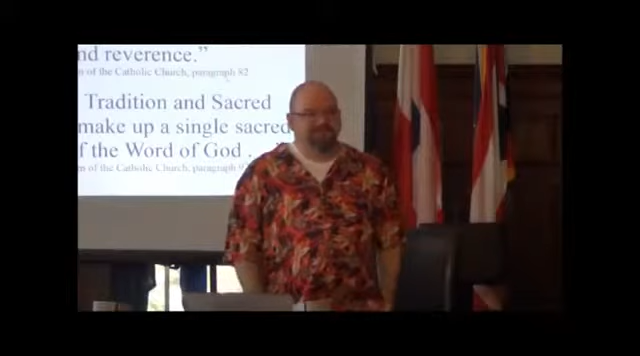 nd reverence.”
m of the Catholic Church, paragraph 82
Tradition and Sacred
make up a single sacred
f the Word of God . . .”
m of the Catholic Church, paragraph 97